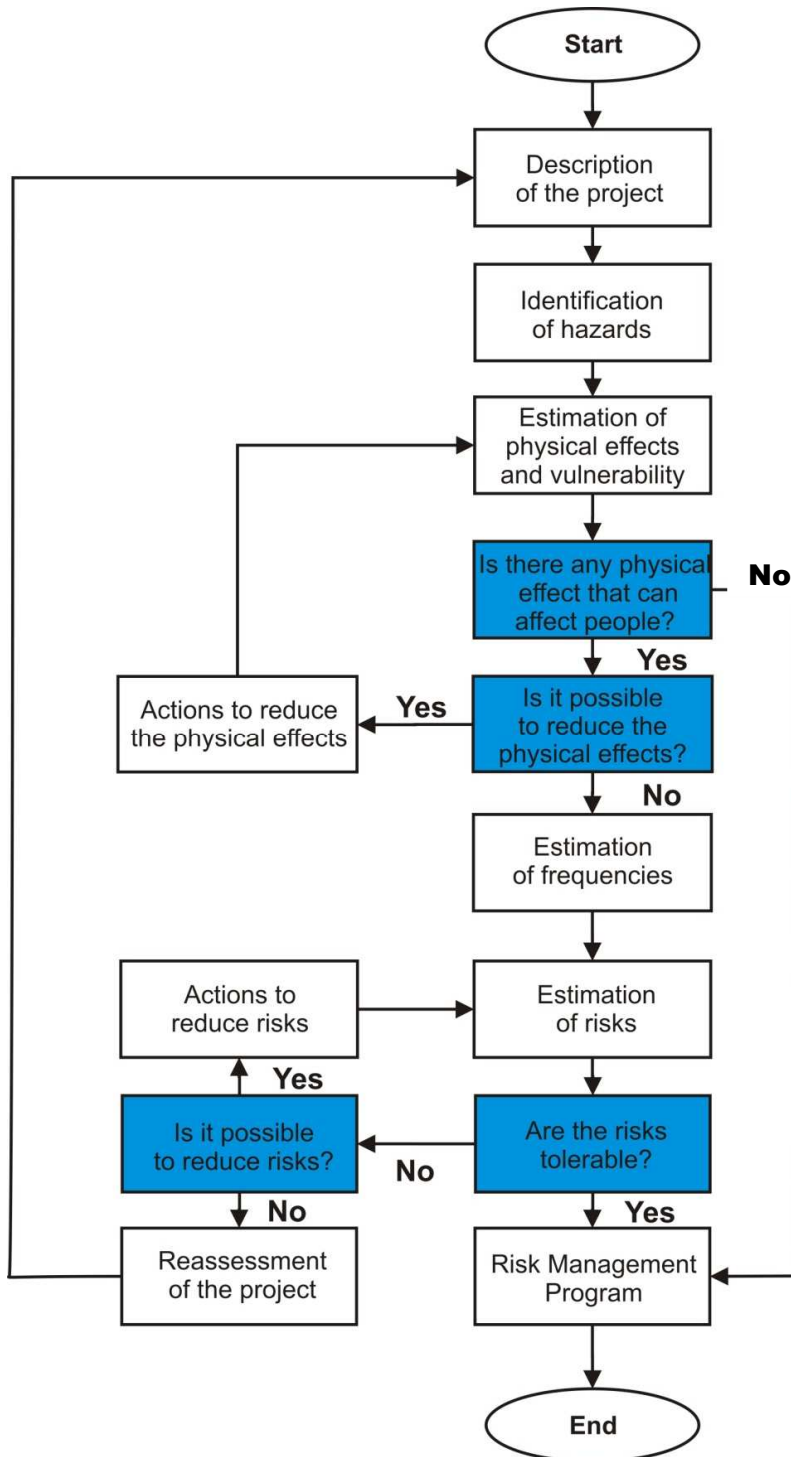 Start
Description
of the project
Identification
of hazards
Estimation of
physical effects
and vulnerability
Is there any physical
effect that can
affect people?
No
Yes
Actions to reduce
the physical effects
Yes
Is it possible
to reduce the
physical effects?
No
Estimation
of frequencies
Actions to
reduce risks
Estimation
of risks
Yes
Is it possible
to reduce risks?
No
Are the risks
tolerable?
No
Yes
Reassessment
of the project
Risk Management
Program
End